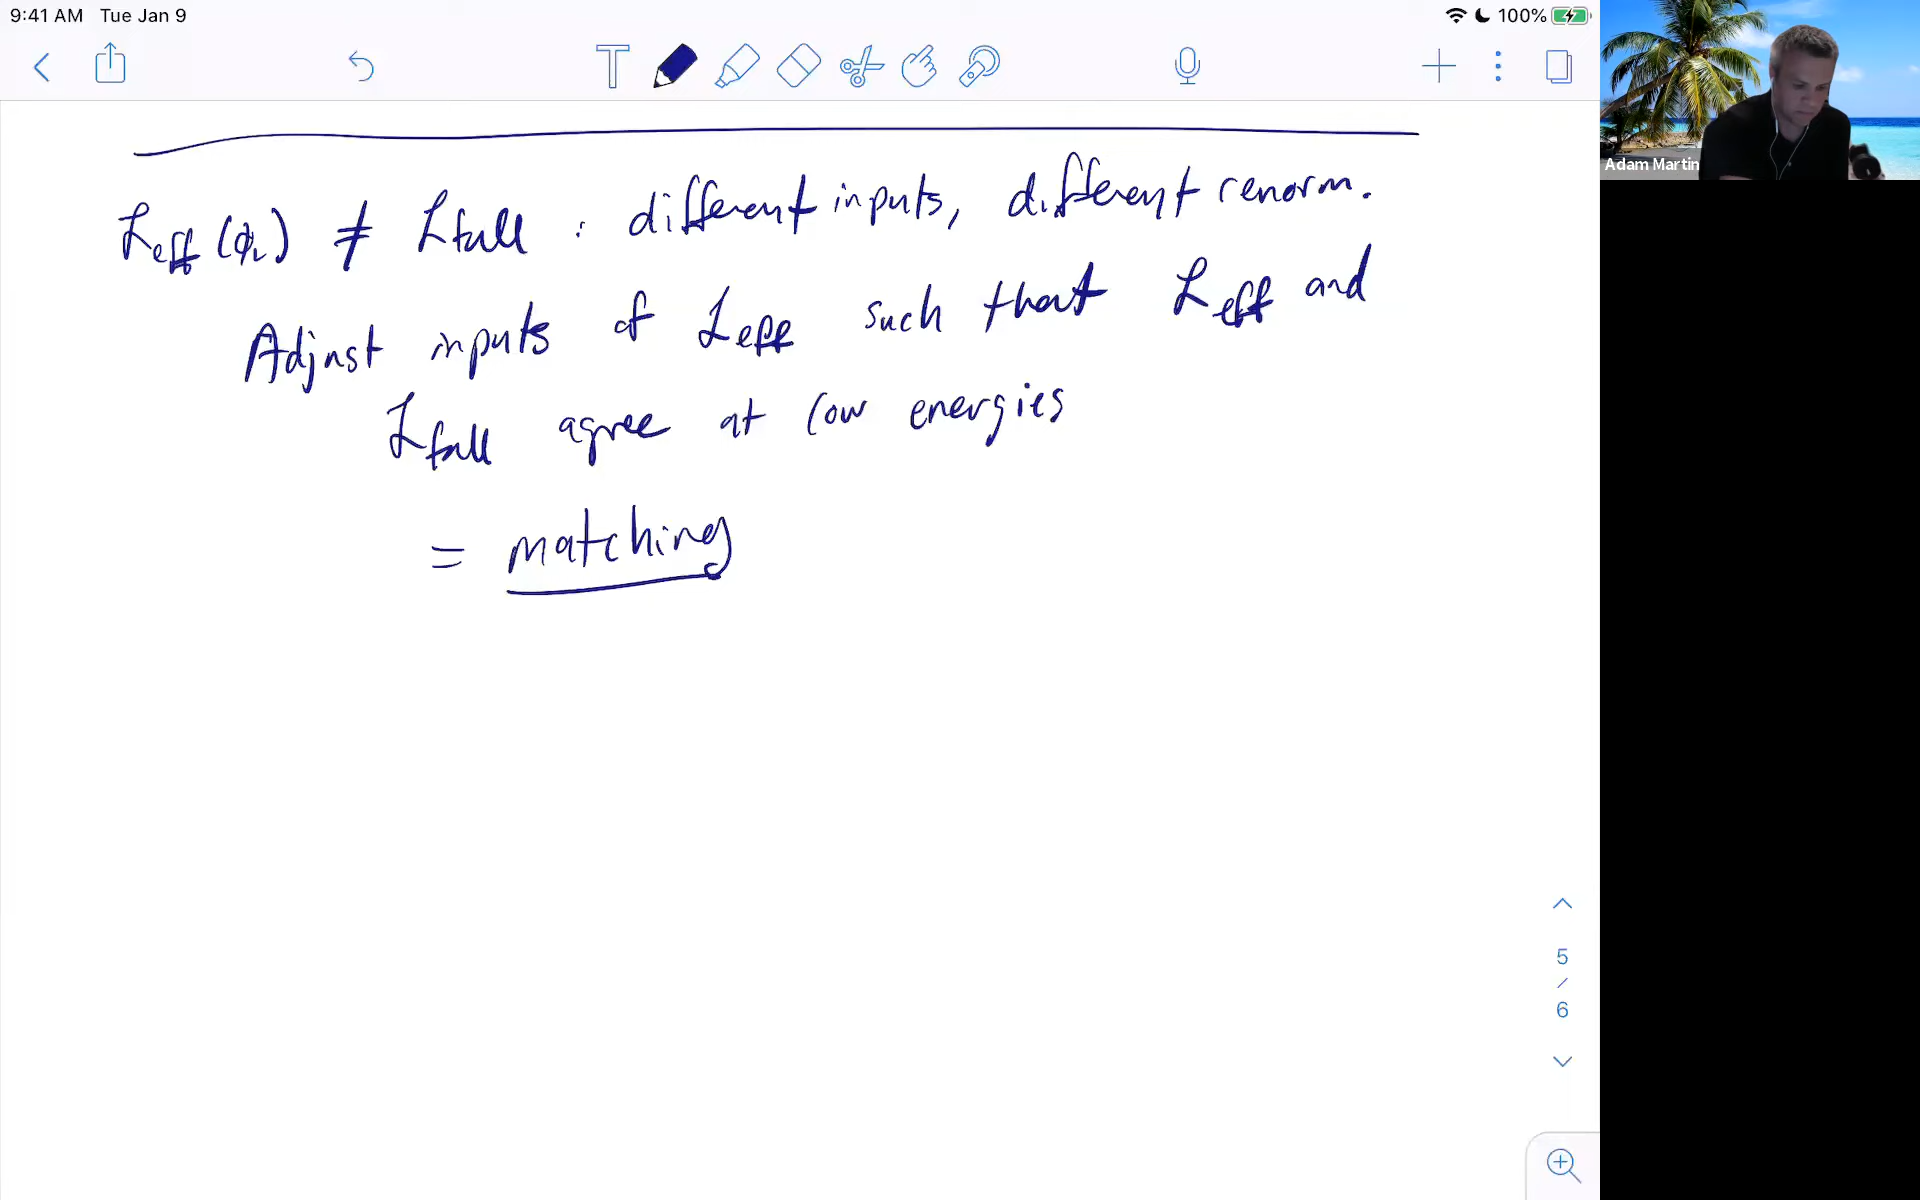 9:41 AM Tue Jan 9
100%
Adam Martin
T
ℒeff(ϕL) ≠ ℒfull : different inputs, different renorm.
Adjust inputs of ℒeff such that ℒeff and
ℒfull agree at low energies
= matching
5
/
6